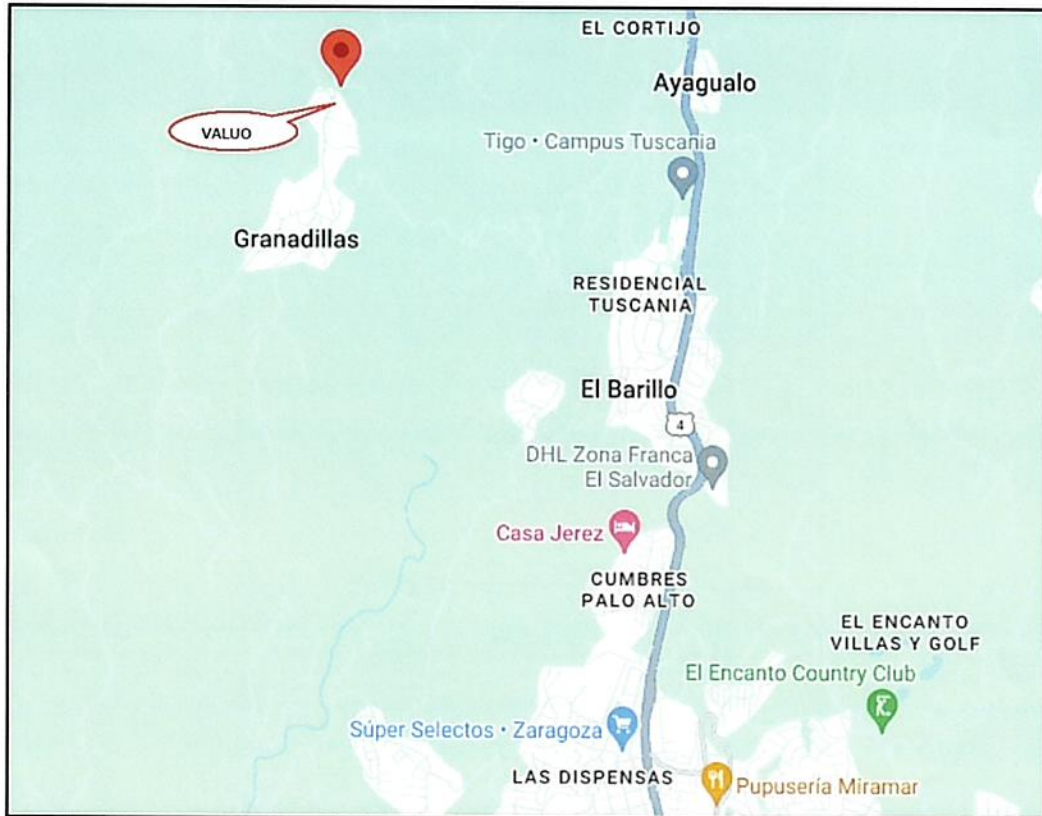 EL CORTIJO
Ayagualo
VALUO
Tigo • Campus Tuscania
Granadillas
RESIDENCIAL
TUSCANIA
El Barillo
4
DHL Zona Franca
El Salvador
Casa Jerez
CUMBRES
PALO ALTO
EL ENCANTO
VILLAS Y GOLF
El Encanto Country Club
Súper Selectos • Zaragoza
LAS DISPENSAS
Pupusería Miramar